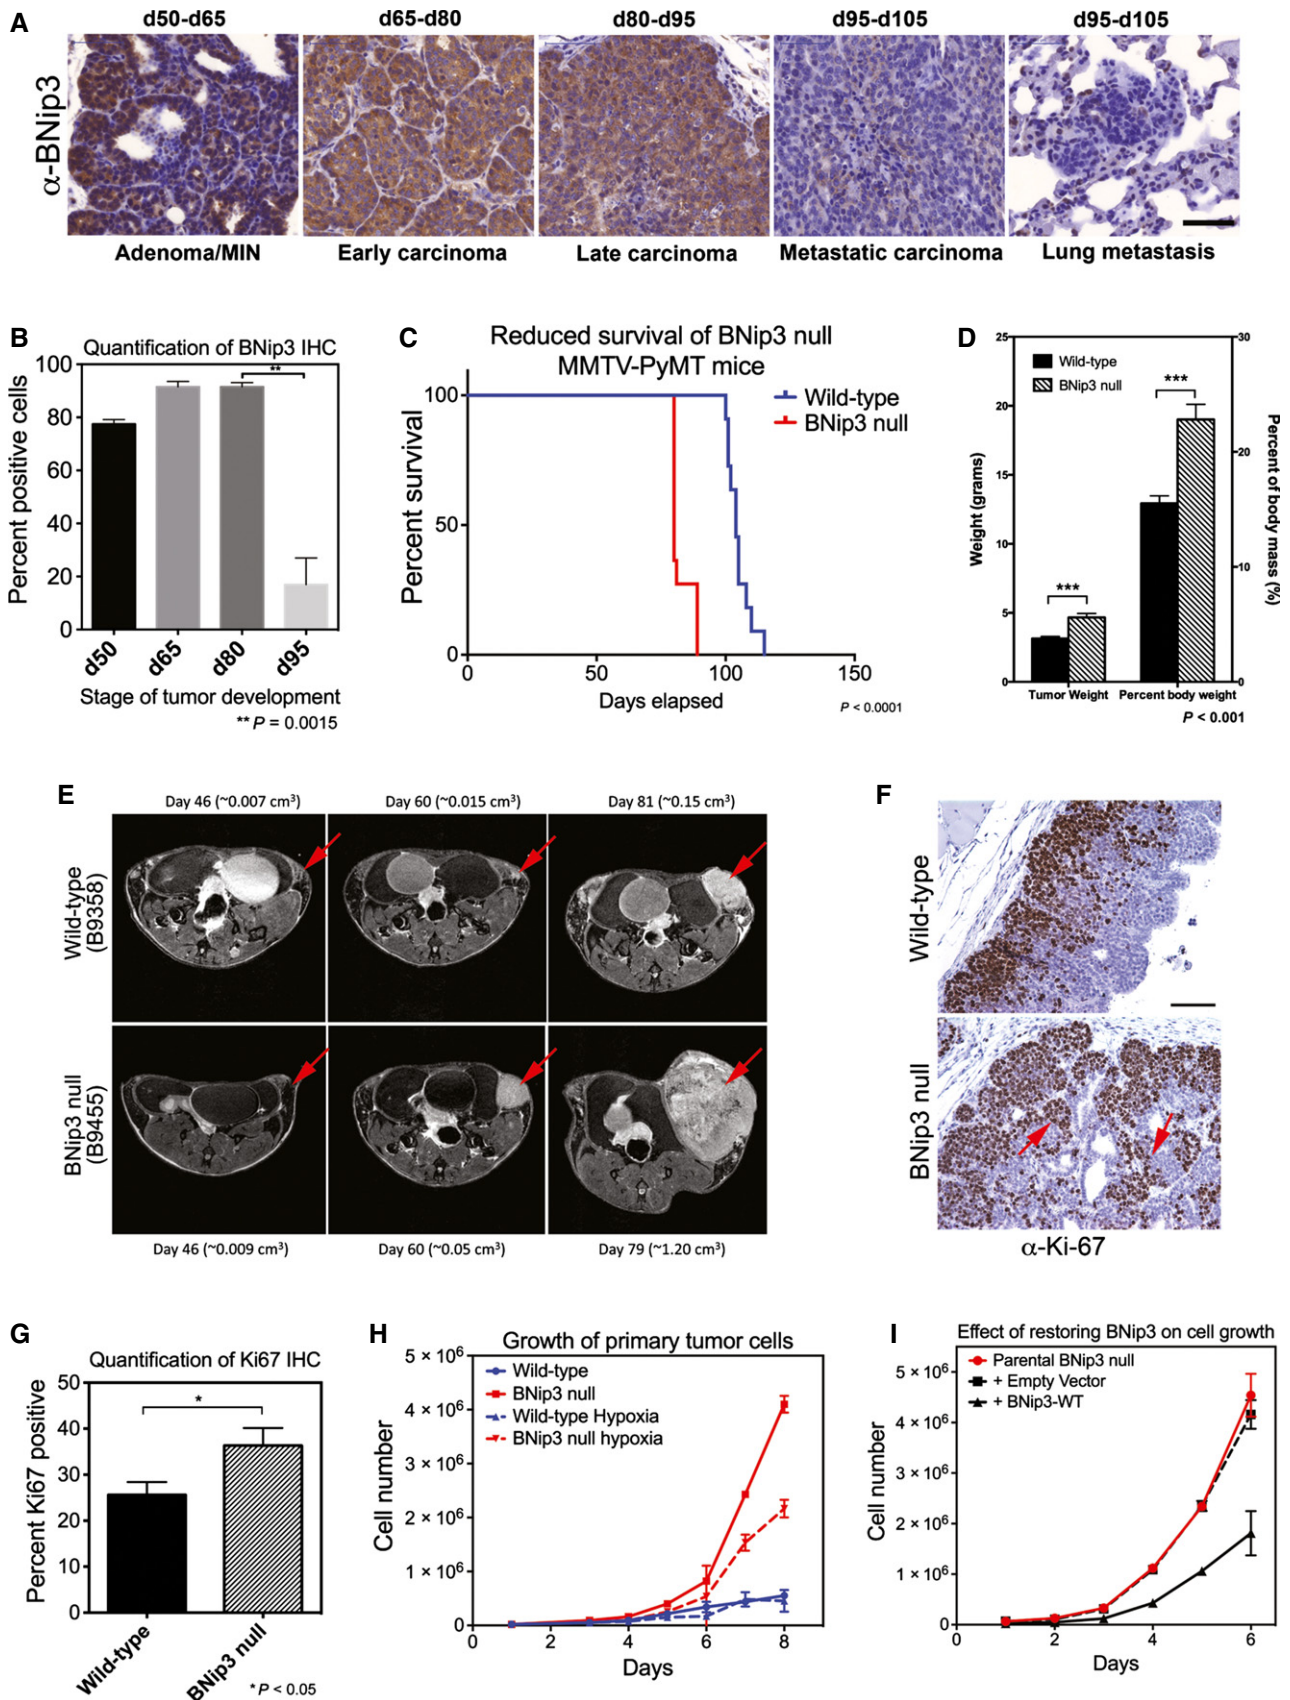 A
d50-d65
d65-d80
d80-d95
d95-d105
d95-d105
α-BNip3
Adenoma/MIN
Early carcinoma
Late carcinoma
Metastatic carcinoma
Lung metastasis
B
Quantification of BNip3 IHC
Percent positive cells
100
80
60
40
20
0
**
d50
d65
d80
d95
Stage of tumor development
** P = 0.0015
C
Reduced survival of BNip3 null
MMTV-PyMT mice
Percent survival
100
50
0
Wild-type
BNip3 null
0
50
100
150
Days elapsed
P < 0.0001
D
Weight (grams)
25
20
15
10
5
0
Wild-type
BNip3 null
***
***
30
20
10
0
Percent of body mass (%)
Tumor Weight
Percent body weight
P < 0.001
E
Day 46 (~0.007 cm³)
Day 60 (~0.015 cm³)
Day 81 (~0.15 cm³)
Wild-type
(B9358)
BNip3 null
(B9455)
Day 46 (~0.009 cm³)
Day 60 (~0.05 cm³)
Day 79 (~1.20 cm³)
F
Wild-type
BNip3 null
α-Ki-67
G
Quantification of Ki67 IHC
Percent Ki67 positive
50
40
30
20
10
0
*
Wild-type
BNip3 null
* P < 0.05
H
Growth of primary tumor cells
Cell number
5 × 10⁶
4 × 10⁶
3 × 10⁶
2 × 10⁶
1 × 10⁶
0
Wild-type
BNip3 null
Wild-type Hypoxia
BNip3 null hypoxia
0
2
4
6
8
Days
I
Effect of restoring BNip3 on cell growth
Cell number
5 × 10⁶
4 × 10⁶
3 × 10⁶
2 × 10⁶
1 × 10⁶
0
Parental BNip3 null
+ Empty Vector
+ BNip3-WT
0
2
4
6
Days